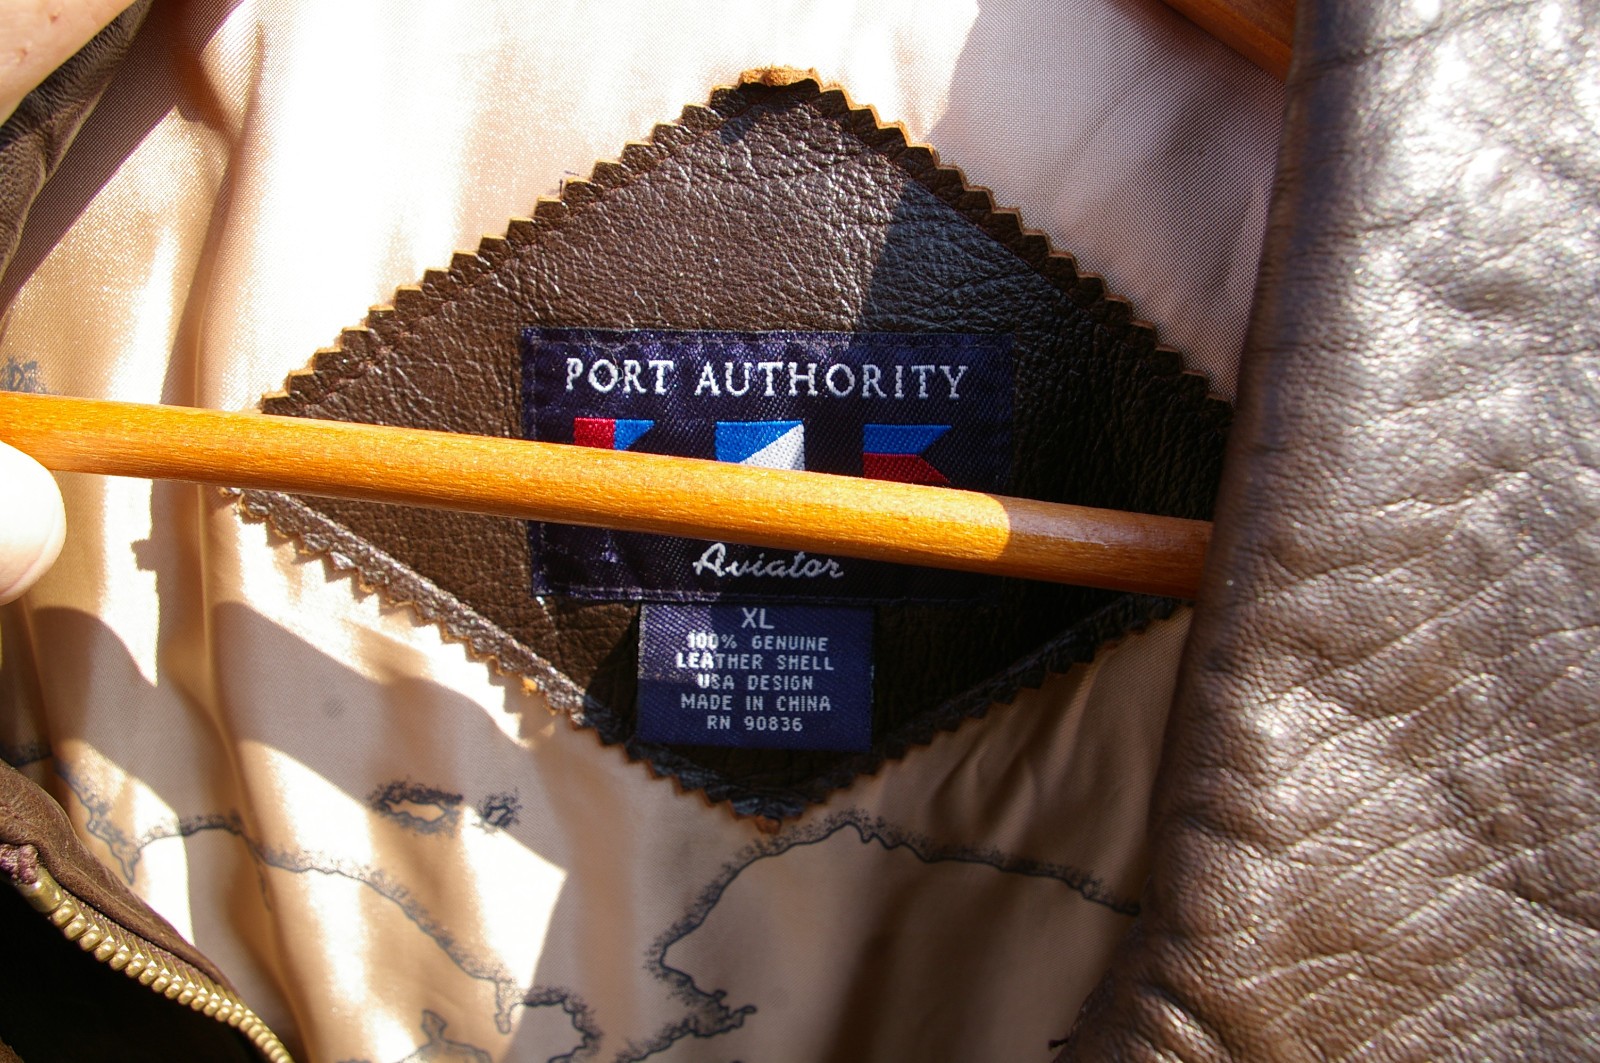 PORT AUTHORITY
Aviator
XL
100% GENUINE
LEATHER SHELL
USA DESIGN
MADE IN CHINA
RN 90836